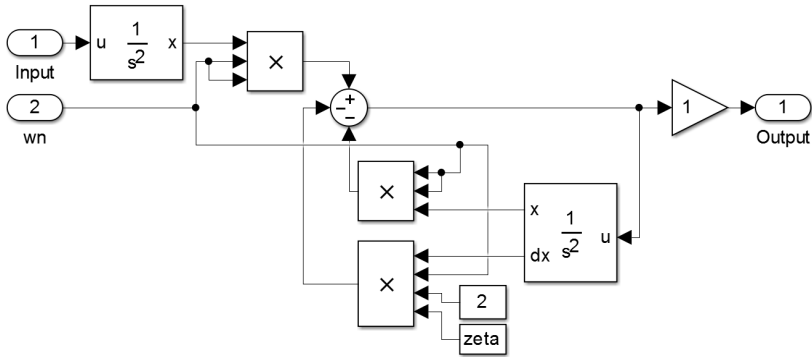 1
Input
u
1
s²
x
×
2
wn
+
−
−
1
1
Output
×
x
dx
1
s²
u
×
2
zeta